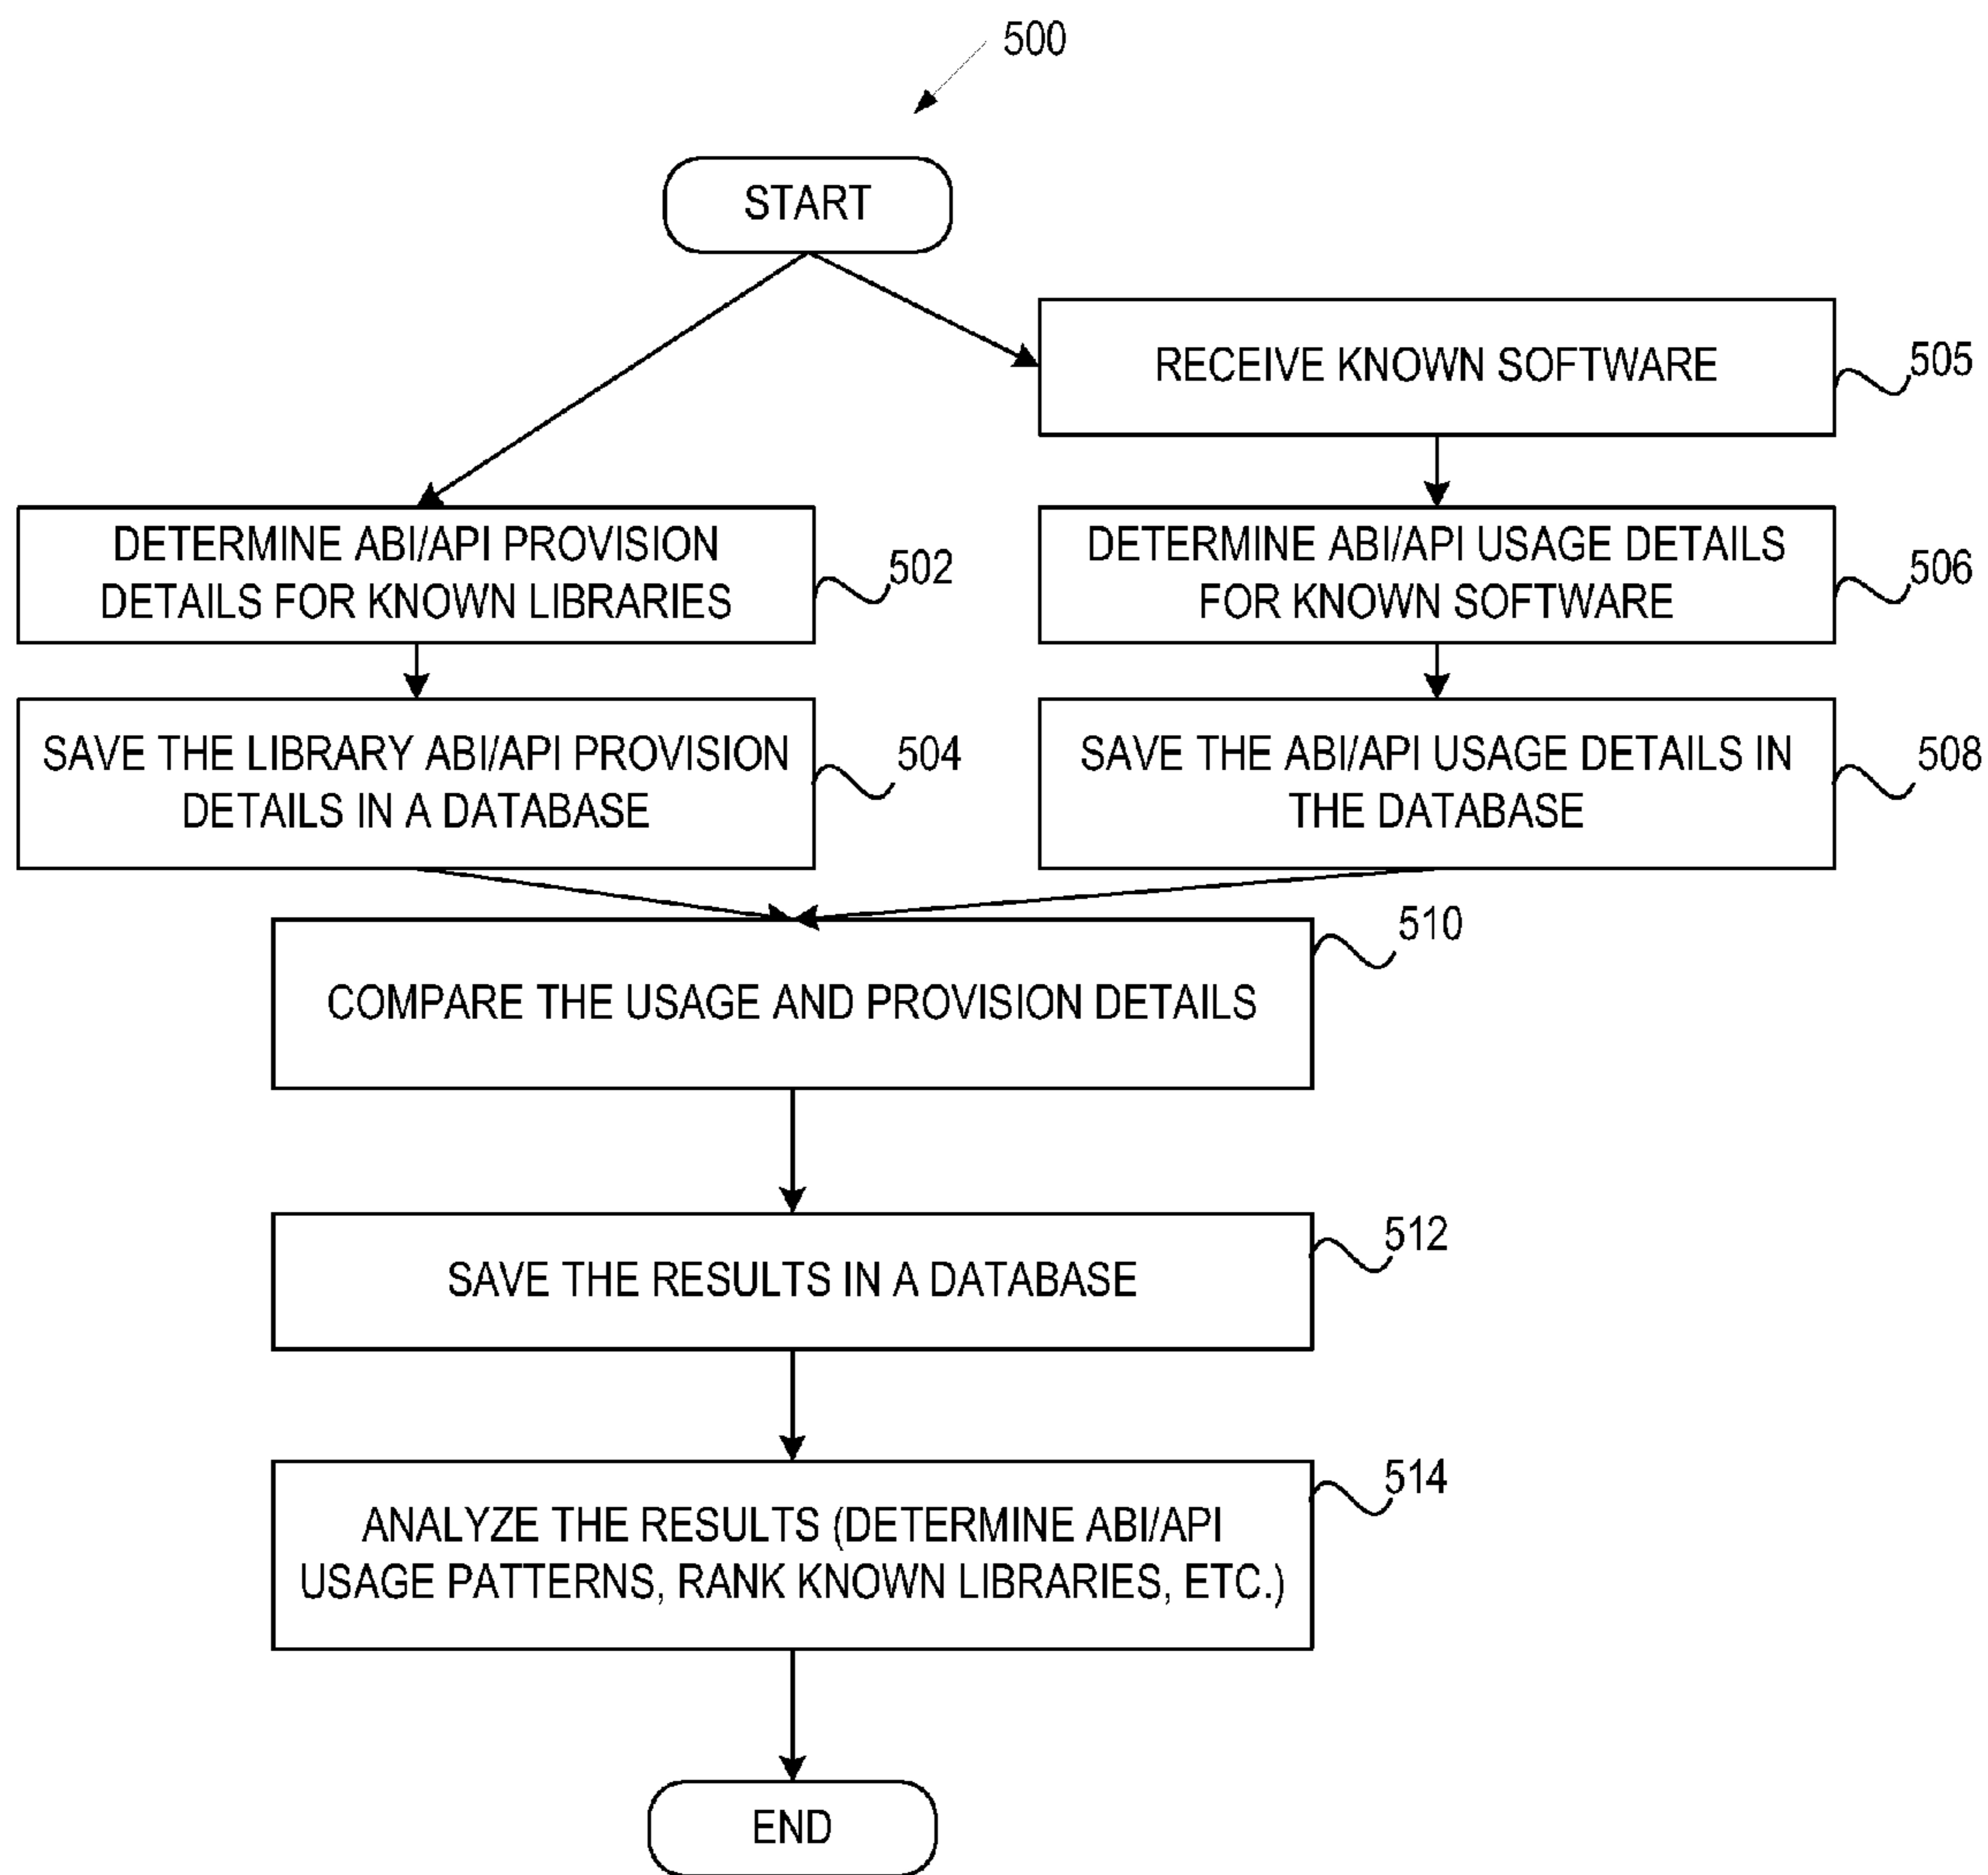 500
START
RECEIVE KNOWN SOFTWARE
505
DETERMINE ABI/API PROVISION
DETAILS FOR KNOWN LIBRARIES
502
DETERMINE ABI/API USAGE DETAILS
FOR KNOWN SOFTWARE
506
SAVE THE LIBRARY ABI/API PROVISION
DETAILS IN A DATABASE
504
SAVE THE ABI/API USAGE DETAILS IN
THE DATABASE
508
COMPARE THE USAGE AND PROVISION DETAILS
510
SAVE THE RESULTS IN A DATABASE
512
ANALYZE THE RESULTS (DETERMINE ABI/API
USAGE PATTERNS, RANK KNOWN LIBRARIES, ETC.)
514
END